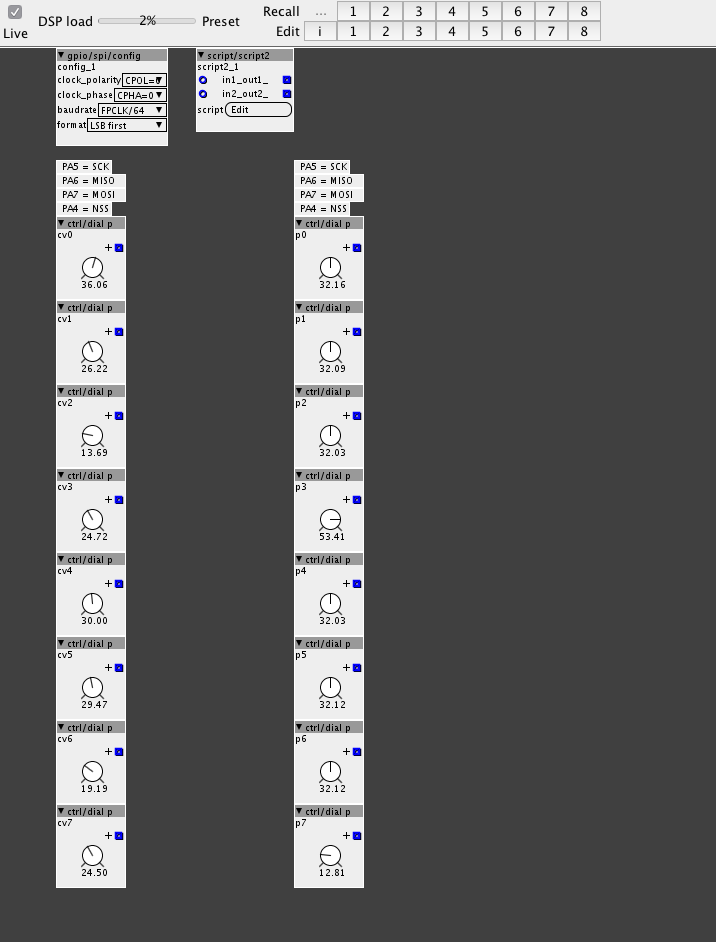 Live
DSP load 2% Preset
Recall ... 1 2 3 4 5 6 7 8
Edit i 1 2 3 4 5 6 7 8
▼ gpio/spi/config
config_1
clock_polarity CPOL=0
clock_phase CPHA=0 ▼
baudrate FPCLK/64 ▼
format LSB first ▼
▼ script/script2
script2_1
in1_out1_
in2_out2_
script Edit
PA5 = SCK
PA6 = MISO
PA7 = MOSI
PA4 = NSS
▼ ctrl/dial p
cv0
+
36.06
▼ ctrl/dial p
cv1
+
26.22
▼ ctrl/dial p
cv2
+
13.69
▼ ctrl/dial p
cv3
+
24.72
▼ ctrl/dial p
cv4
+
30.00
▼ ctrl/dial p
cv5
+
29.47
▼ ctrl/dial p
cv6
+
19.19
▼ ctrl/dial p
cv7
+
24.50
PA5 = SCK
PA6 = MISO
PA7 = MOSI
PA4 = NSS
▼ ctrl/dial p
p0
+
32.16
▼ ctrl/dial p
p1
+
32.09
▼ ctrl/dial p
p2
+
32.03
▼ ctrl/dial p
p3
+
53.41
▼ ctrl/dial p
p4
+
32.03
▼ ctrl/dial p
p5
+
32.12
▼ ctrl/dial p
p6
+
32.12
▼ ctrl/dial p
p7
+
12.81